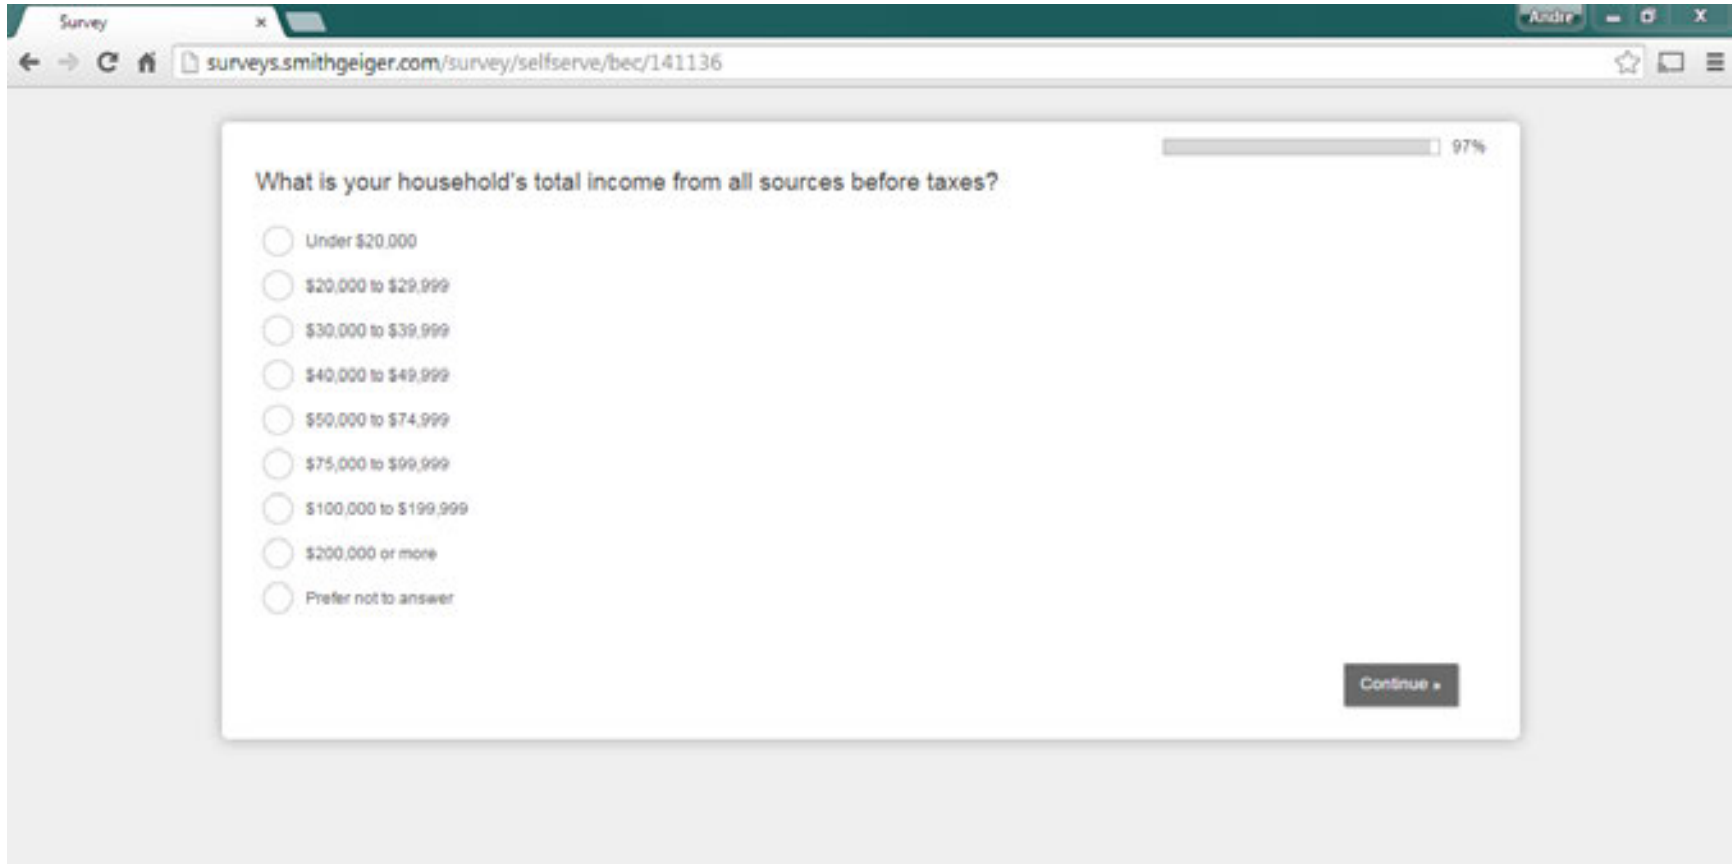 Survey
Andre
surveys.smithgeiger.com/survey/selfserve/bec/141136
97%
What is your household's total income from all sources before taxes?
Under $20,000
$20,000 to $29,999
$30,000 to $39,999
$40,000 to $49,999
$50,000 to $74,999
$75,000 to $99,999
$100,000 to $199,999
$200,000 or more
Prefer not to answer
Continue »